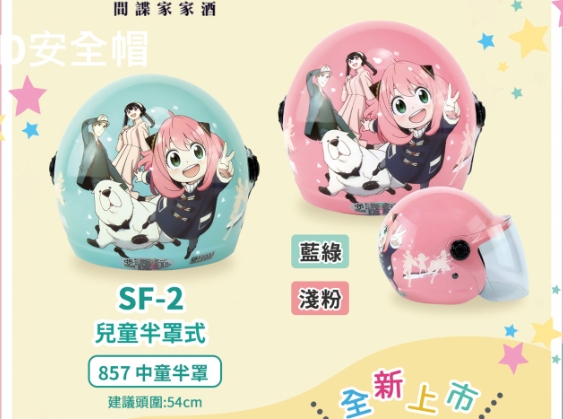 間諜家家酒
D安全帽
藍綠
淺粉
SF-2
兒童半罩式
857 中童半罩
建議頭圍:54cm
全新上市